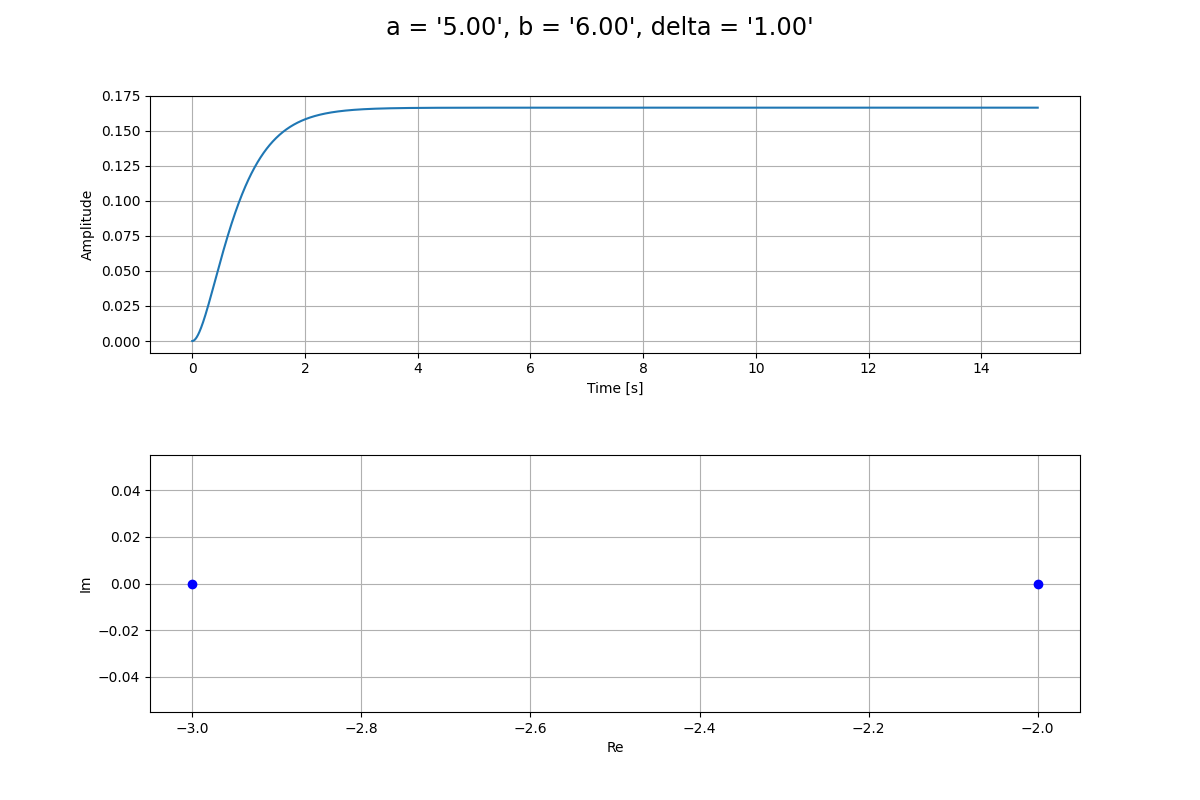 a = '5.00', b = '6.00', delta = '1.00'
0.175
0.150
0.125
0.100
0.075
0.050
0.025
0.000
Amplitude
0 2 4 6 8 10 12 14
Time [s]
0.04
0.02
0.00
−0.02
−0.04
Im
−3.0 −2.8 −2.6 −2.4 −2.2 −2.0
Re